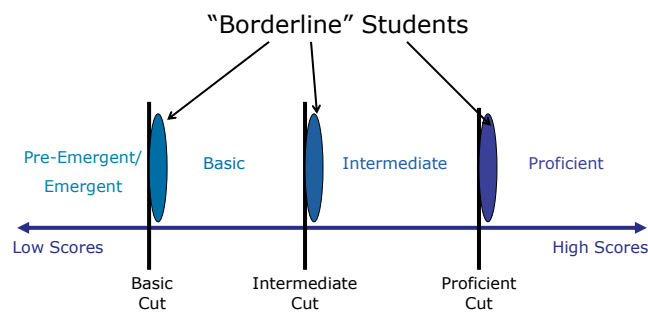 “Borderline” Students
Pre-Emergent/
Emergent
Basic
Intermediate
Proficient
Low Scores
High Scores
Basic
Cut
Intermediate
Cut
Proficient
Cut